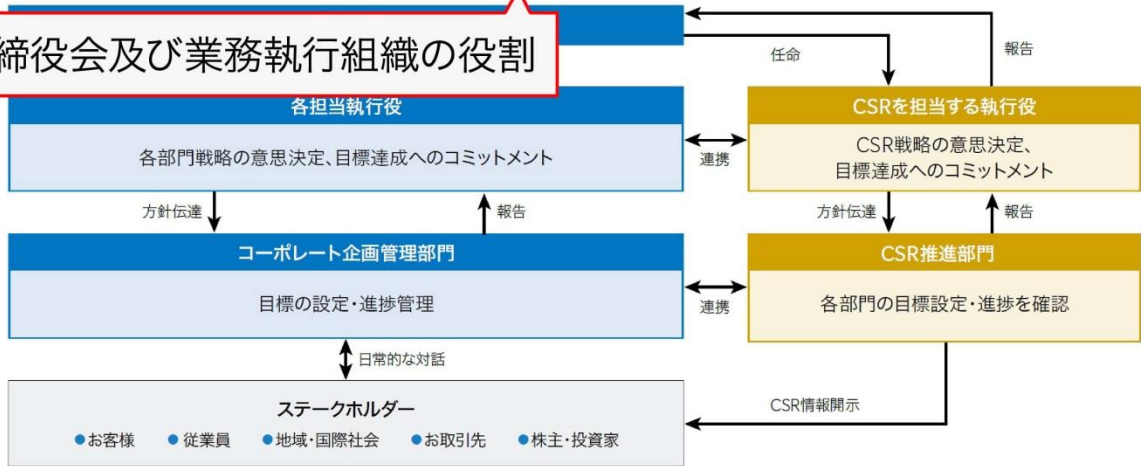 締役会及び業務執行組織の役割
任命
報告
各担当執行役
各部門戦略の意思決定、目標達成へのコミットメント
連携
CSRを担当する執行役
CSR戦略の意思決定、
目標達成へのコミットメント
方針伝達
報告
方針伝達
報告
コーポレート企画管理部門
目標の設定・進捗管理
連携
CSR推進部門
各部門の目標設定・進捗を確認
日常的な対話
ステークホルダー
●お客様 ●従業員 ●地域・国際社会 ●お取引先 ●株主・投資家
CSR情報開示